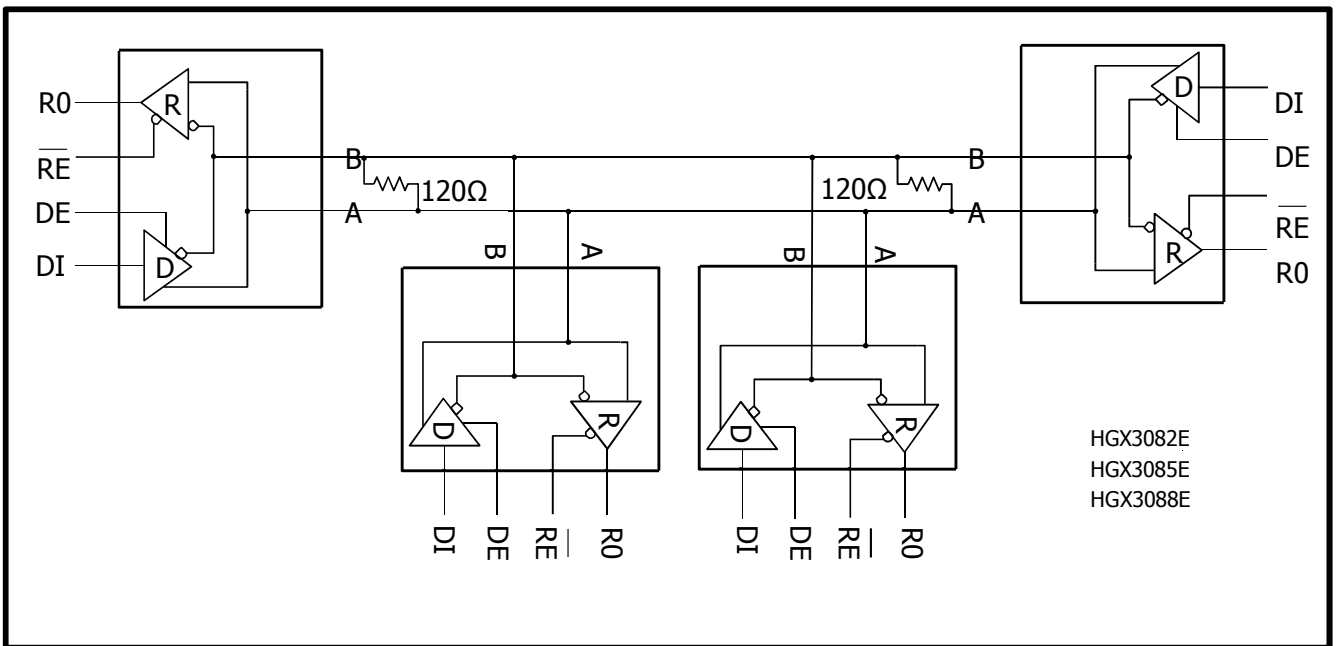 R0
R
RE
DE
DI
D
B
120Ω
A
B
A
D
DI
DE
RE
R
R0
120Ω
B
A
B
A
D
R
DI
DE
RE
R0
B
A
D
R
DI
DE
RE
R0
HGX3082E
HGX3085E
HGX3088E